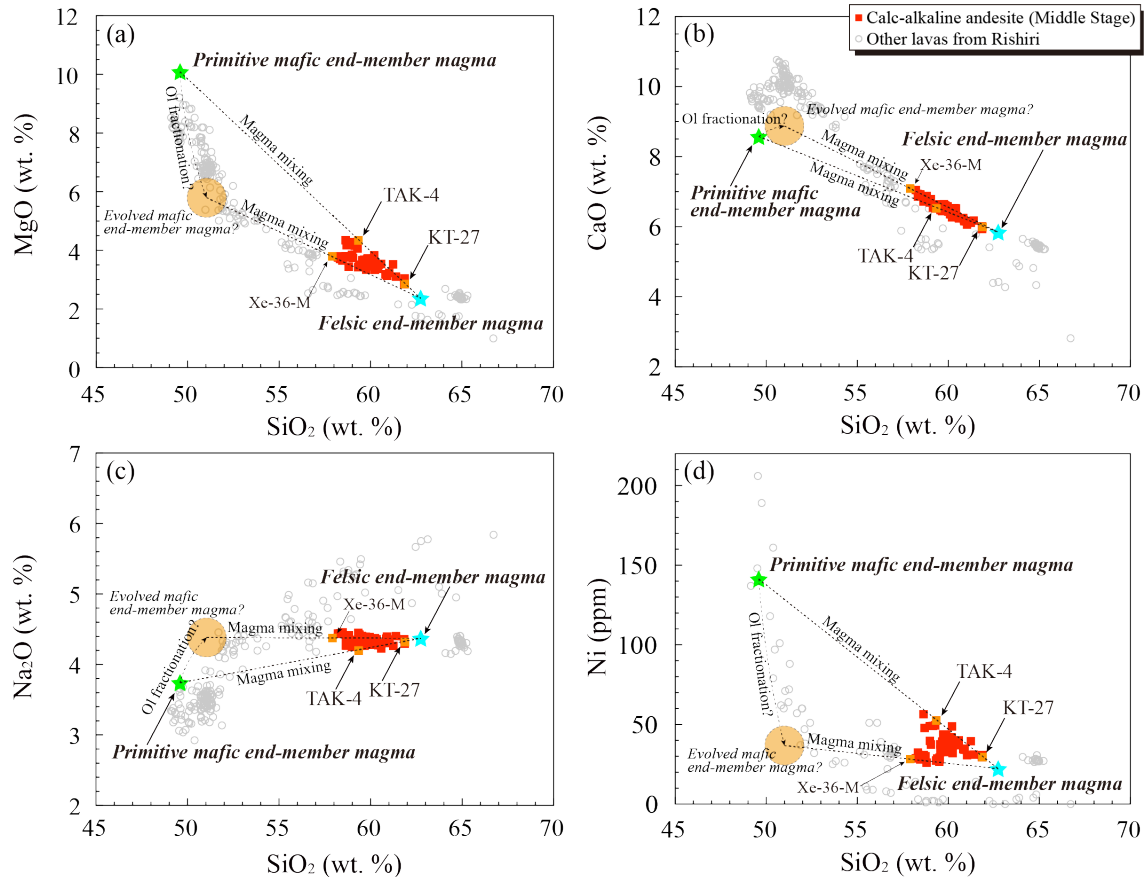 (a)
12
10
8
6
4
2
0
MgO (wt. %)
45
50
55
60
65
70
SiO₂ (wt. %)
Primitive mafic end-member magma
Ol fractionation?
Magma mixing
TAK-4
KT-27
Evolved mafic
end-member magma?
Magma mixing
Xe-36-M
Felsic end-member magma
(b)
Calc-alkaline andesite (Middle Stage)
Other lavas from Rishiri
12
10
8
6
4
2
CaO (wt. %)
45
50
55
60
65
70
SiO₂ (wt. %)
Evolved mafic end-member magma?
Ol fractionation?
Felsic end-member magma
Magma mixing
Xe-36-M
Magma mixing
Primitive mafic
end-member magma
TAK-4
KT-27
(c)
7
6
5
4
3
2
Na₂O (wt. %)
45
50
55
60
65
70
SiO₂ (wt. %)
Felsic end-member magma
Evolved mafic
end-member magma?
Xe-36-M
Magma mixing
Ol fractionation?
Magma mixing
TAK-4
KT-27
Primitive mafic end-member magma
(d)
200
150
100
50
0
Ni (ppm)
45
50
55
60
65
70
SiO₂ (wt. %)
Primitive mafic end-member magma
Magma mixing
Ol fractionation?
TAK-4
KT-27
Magma mixing
Evolved mafic
end-member magma?
Xe-36-M
Felsic end-member magma